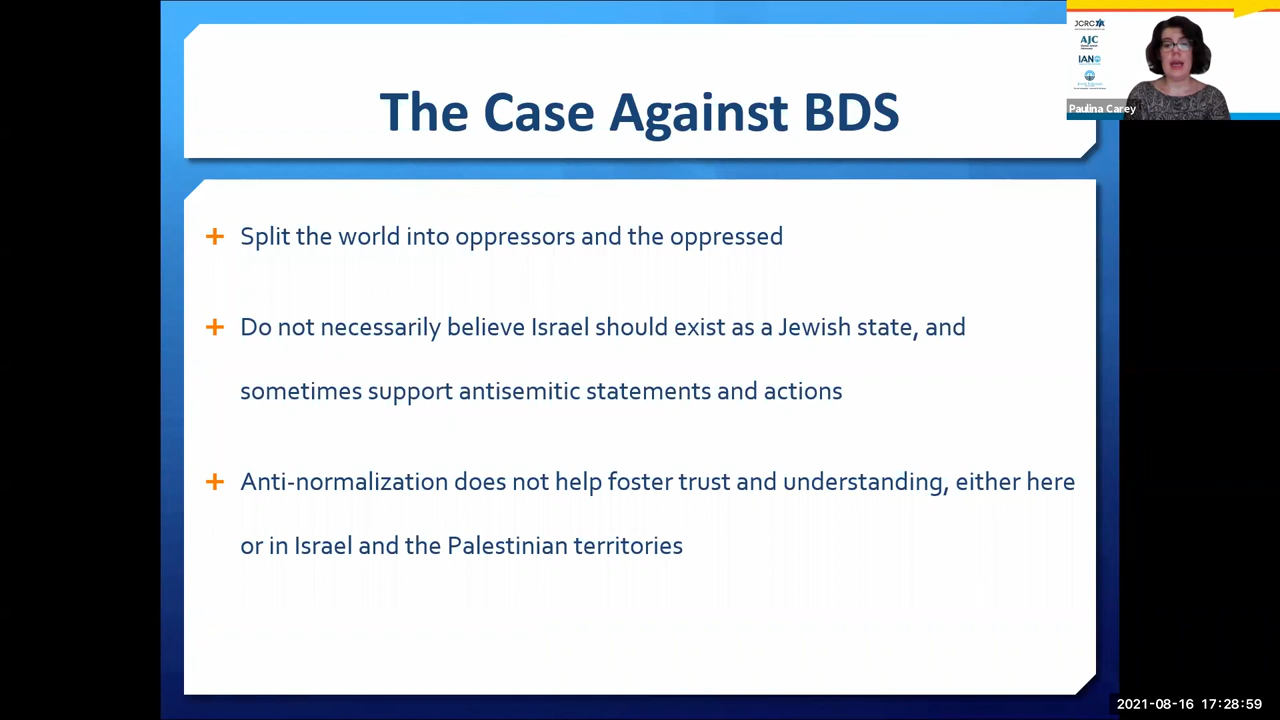 The Case Against BDS
JCRC
AJC
IAN
Paulina Carey
+ Split the world into oppressors and the oppressed
+ Do not necessarily believe Israel should exist as a Jewish state, and
sometimes support antisemitic statements and actions
+ Anti-normalization does not help foster trust and understanding, either here
or in Israel and the Palestinian territories
2021-08-16 17:28:59